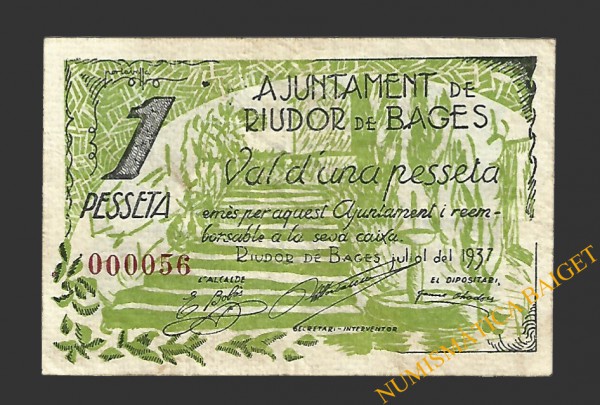 1
PESSETA
000056
AJUNTAMENT DE
RIUDOR DE BAGES
Val d'una pesseta
emès per aquest Ajuntament i reem-
borsable a la seva caixa.
RIUDOR DE BAGES juliol del 1937
L'ALCALDE
EL DIPOSITARI,
SECRETARI-INTERVENTOR
NUMISMATICA BAIGET